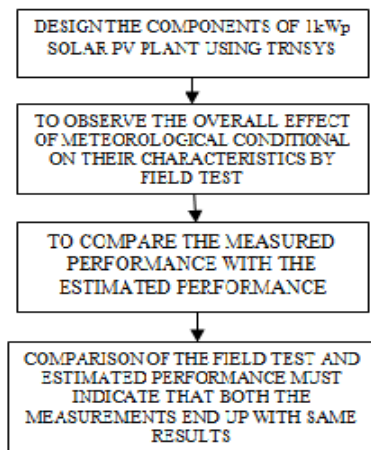 DESIGN THE COMPONENTS OF 1kWp
SOLAR PV PLANT USING TRNSYS
TO OBSERVE THE OVERALL EFFECT
OF METEOROLOGICAL CONDITIONAL
ON THEIR CHARACTERISTICS BY
FIELD TEST
TO COMPARE THE MEASURED
PERFORMANCE WITH THE
ESTIMATED PERFORMANCE
COMPARISON OF THE FIELD TEST AND
ESTIMATED PERFORMANCE MUST
INDICATE THAT BOTH THE
MEASUREMENTS END UP WITH SAME
RESULTS